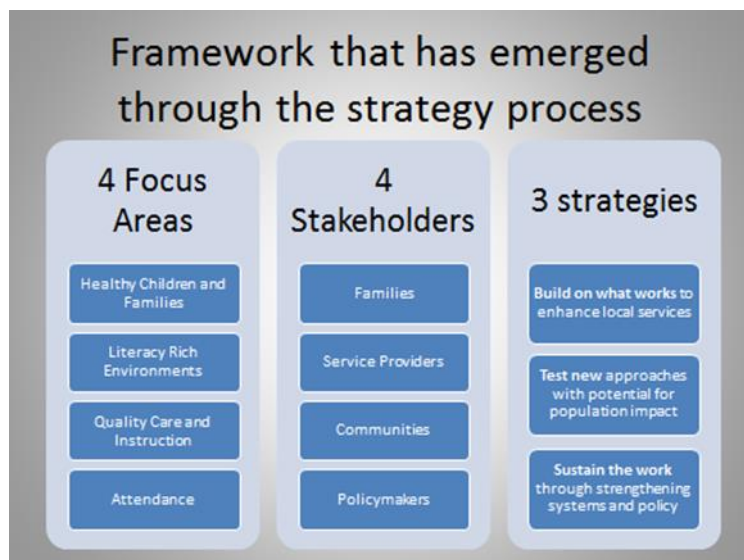 Framework that has emerged
through the strategy process
4 Focus
Areas
Healthy Children and
Families
Literacy Rich
Environments
Quality Care and
Instruction
Attendance
4
Stakeholders
Families
Service Providers
Communities
Policymakers
3 strategies
Build on what works to
enhance local services
Test new approaches
with potential for
population impact
Sustain the work
through strengthening
systems and policy